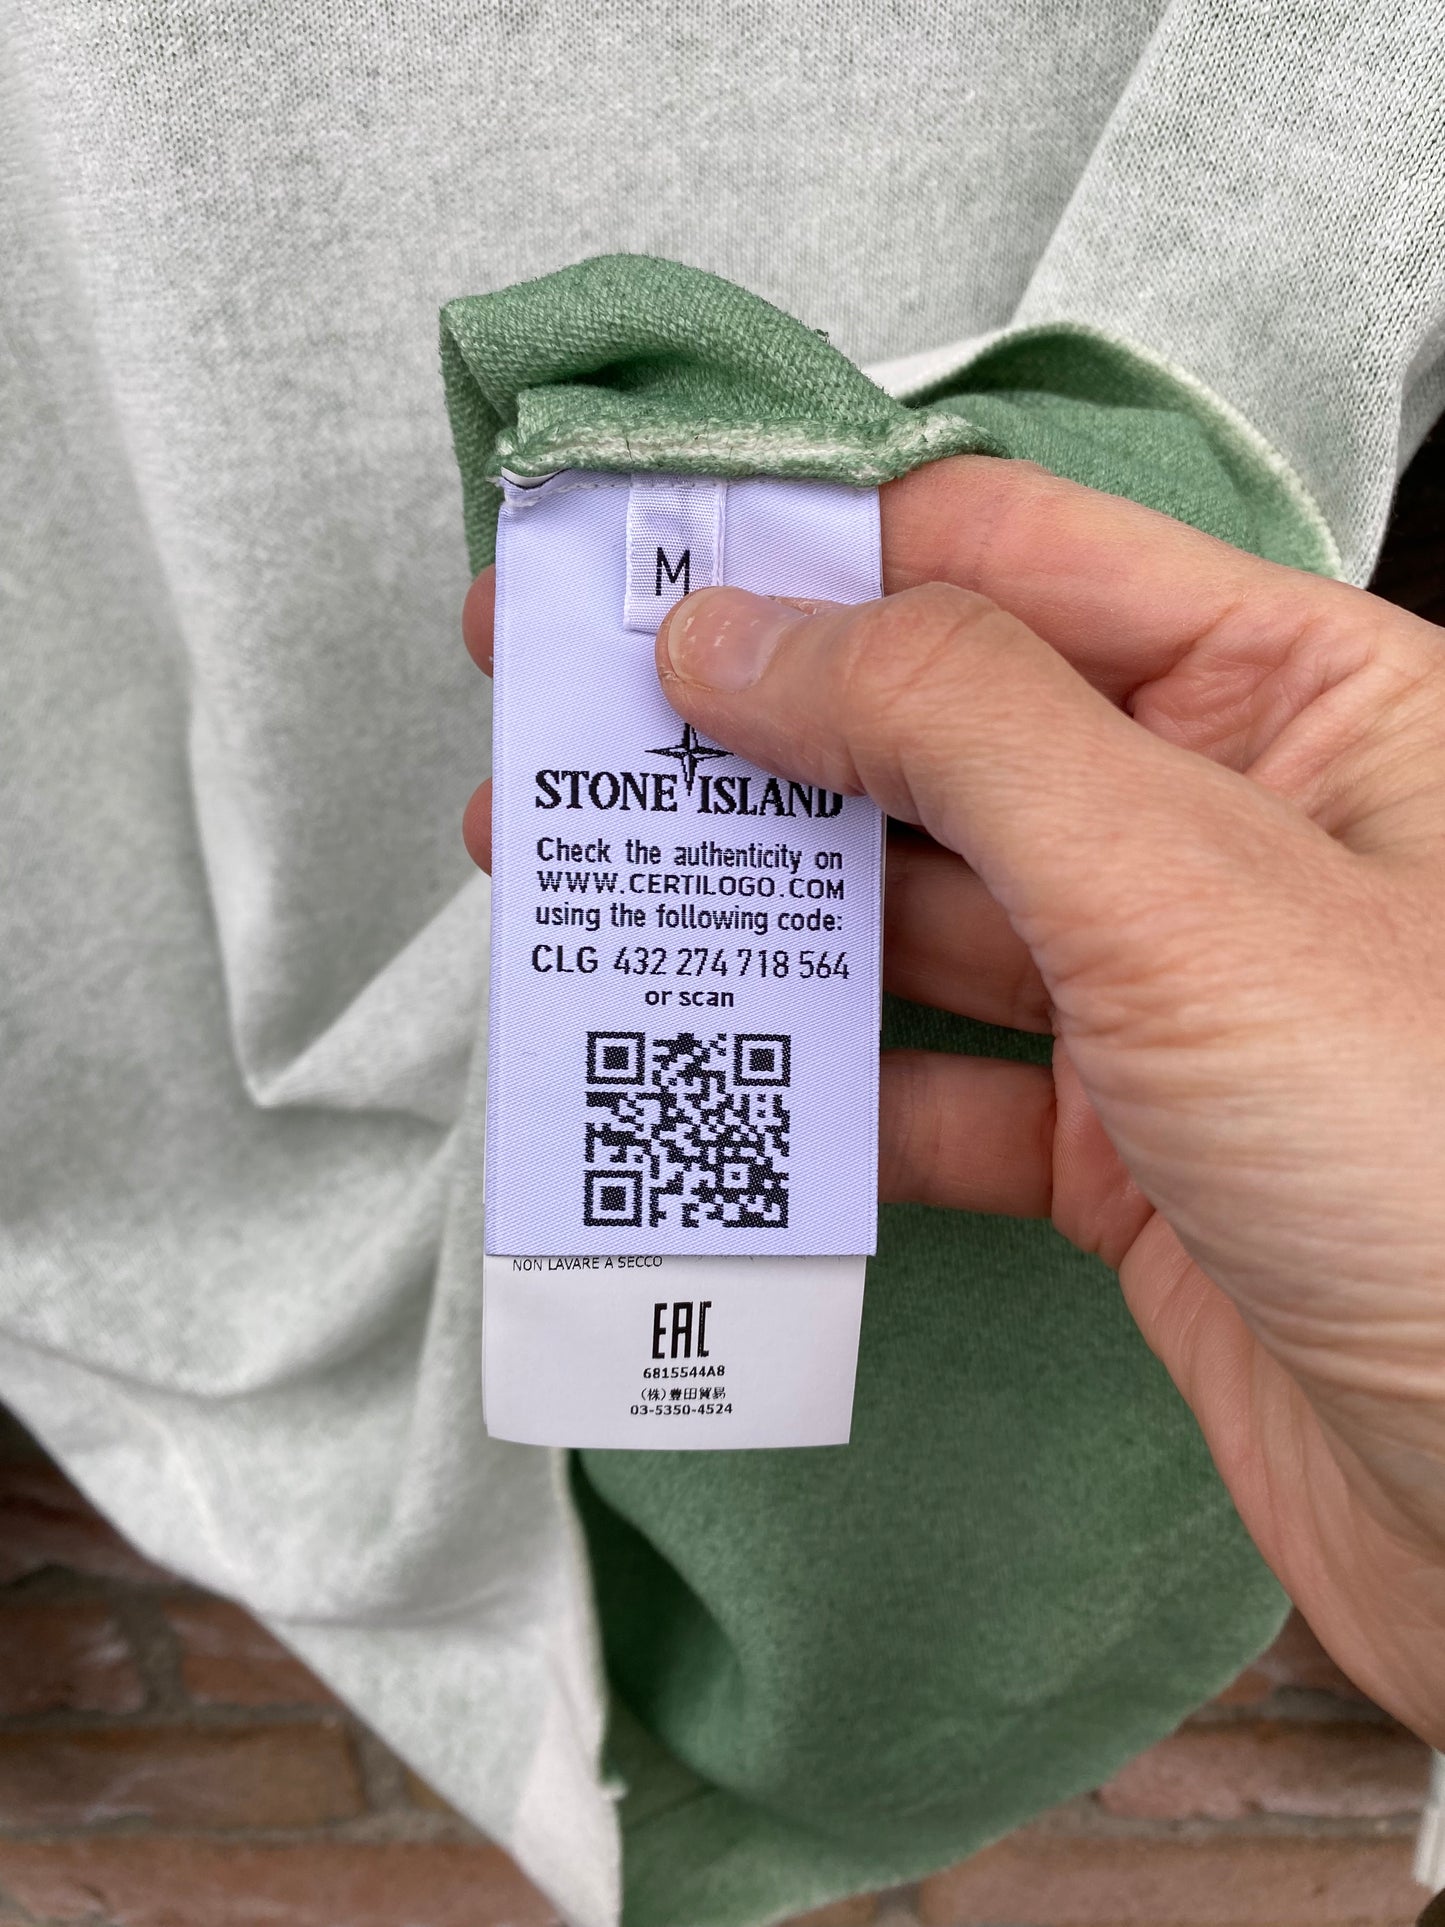 M
STONE ISLAND
Check the authenticity on
WWW.CERTILOGO.COM
using the following code:
CLG 432 274 718 564
or scan
NON LAVARE A SECCO
EAC
6815544A8
(株)豊田貿易
03-5350-4524